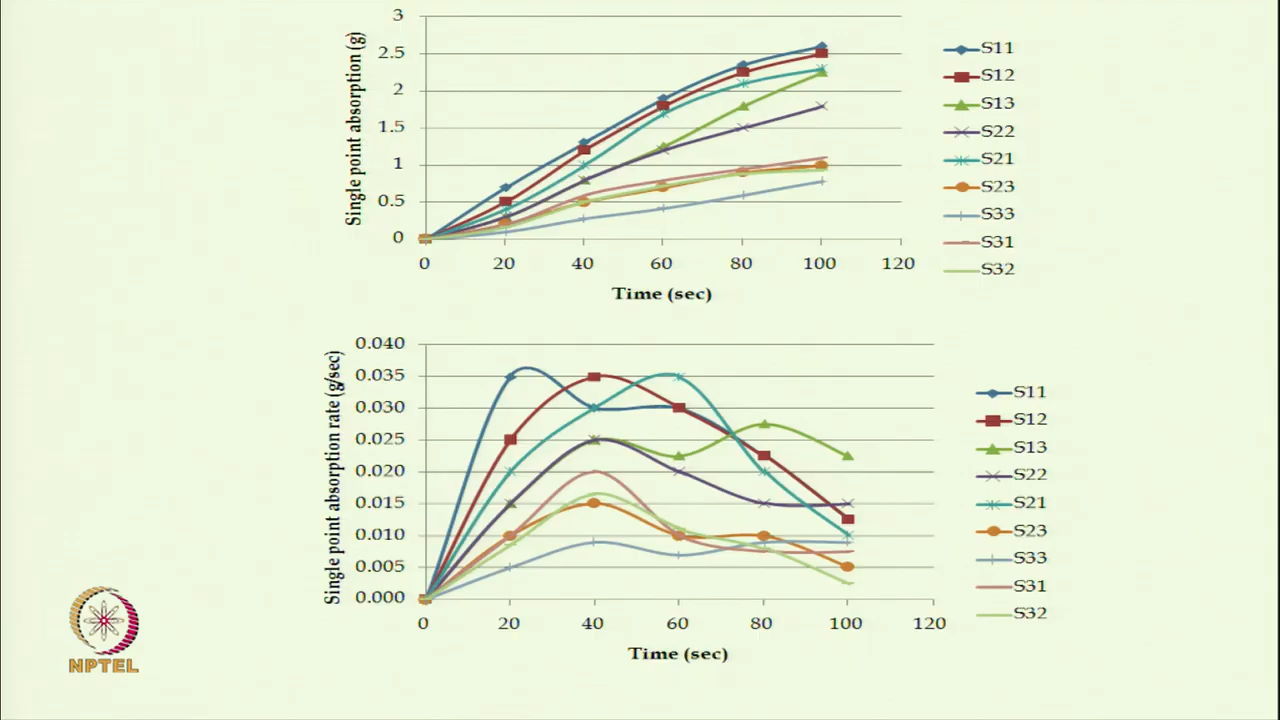 Single point absorption (g)
3
2.5
2
1.5
1
0.5
0
0 20 40 60 80 100 120
Time (sec)
S11
S12
S13
S22
S21
S23
S33
S31
S32
Single point absorption rate (g/sec)
0.040
0.035
0.030
0.025
0.020
0.015
0.010
0.005
0.000
0 20 40 60 80 100 120
Time (sec)
S11
S12
S13
S22
S21
S23
S33
S31
S32
NPTEL